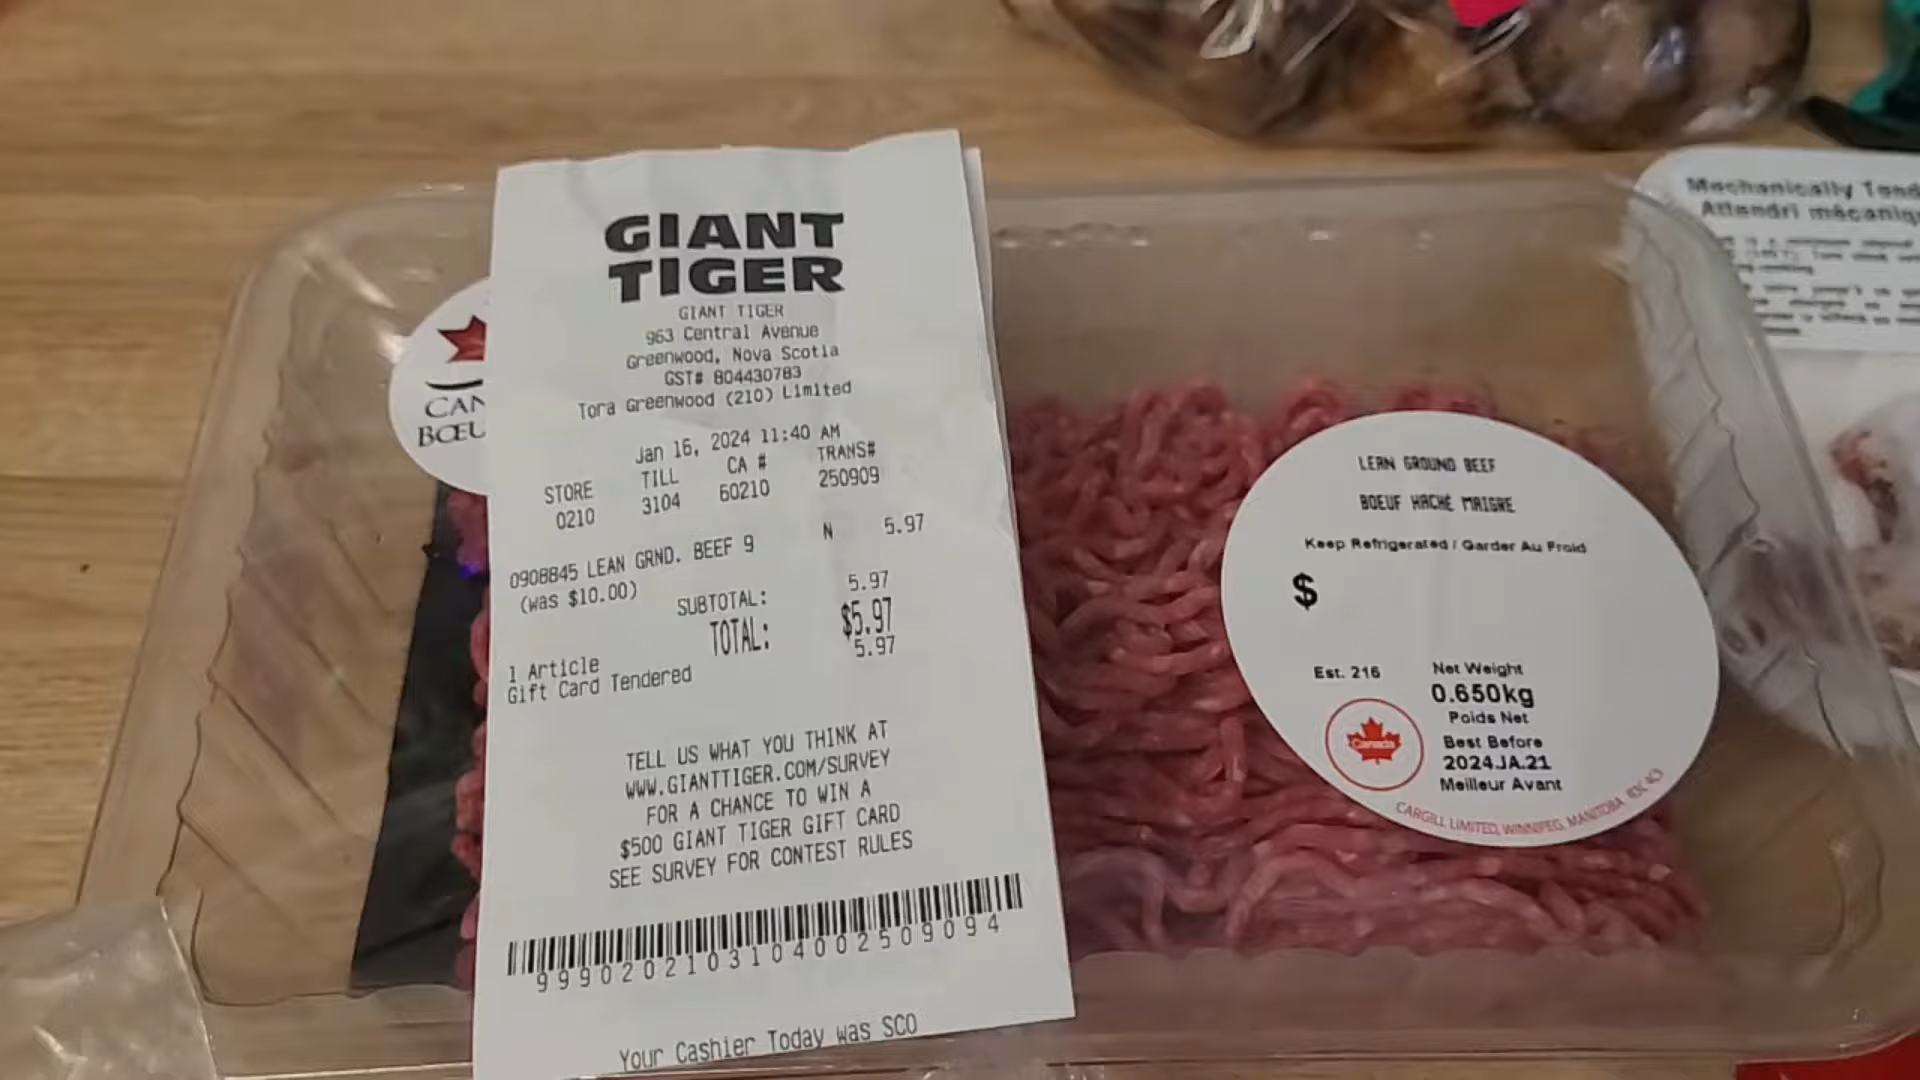 GIANT
TIGER
GIANT TIGER
963 Central Avenue
Greenwood, Nova Scotia
GST# 804430783
Tora Greenwood (210) Limited
Jan 16, 2024 11:40 AM
STORE TILL CA # TRANS#
0210 3104 60210 250909
0908845 LEAN GRND. BEEF 9 N 5.97
(was $10.00)
SUBTOTAL: 5.97
TOTAL: $5.97
1 Article 5.97
Gift Card Tendered
TELL US WHAT YOU THINK AT
WWW.GIANTTIGER.COM/SURVEY
FOR A CHANCE TO WIN A
$500 GIANT TIGER GIFT CARD
SEE SURVEY FOR CONTEST RULES
9990202103104002509094
Your Cashier Today was SCO
CAN
BŒU
LEAN GROUND BEEF
BOEUF HACHÉ MAIGRE
Keep Refrigerated / Garder Au Froid
$
Est. 216
Net Weight
0.650kg
Poids Net
Canada
Best Before
2024.JA.21
Meilleur Avant
CARGILL LIMITED, WINNIPEG, MANITOBA
Mechanically Tend
Attendri mécaniq